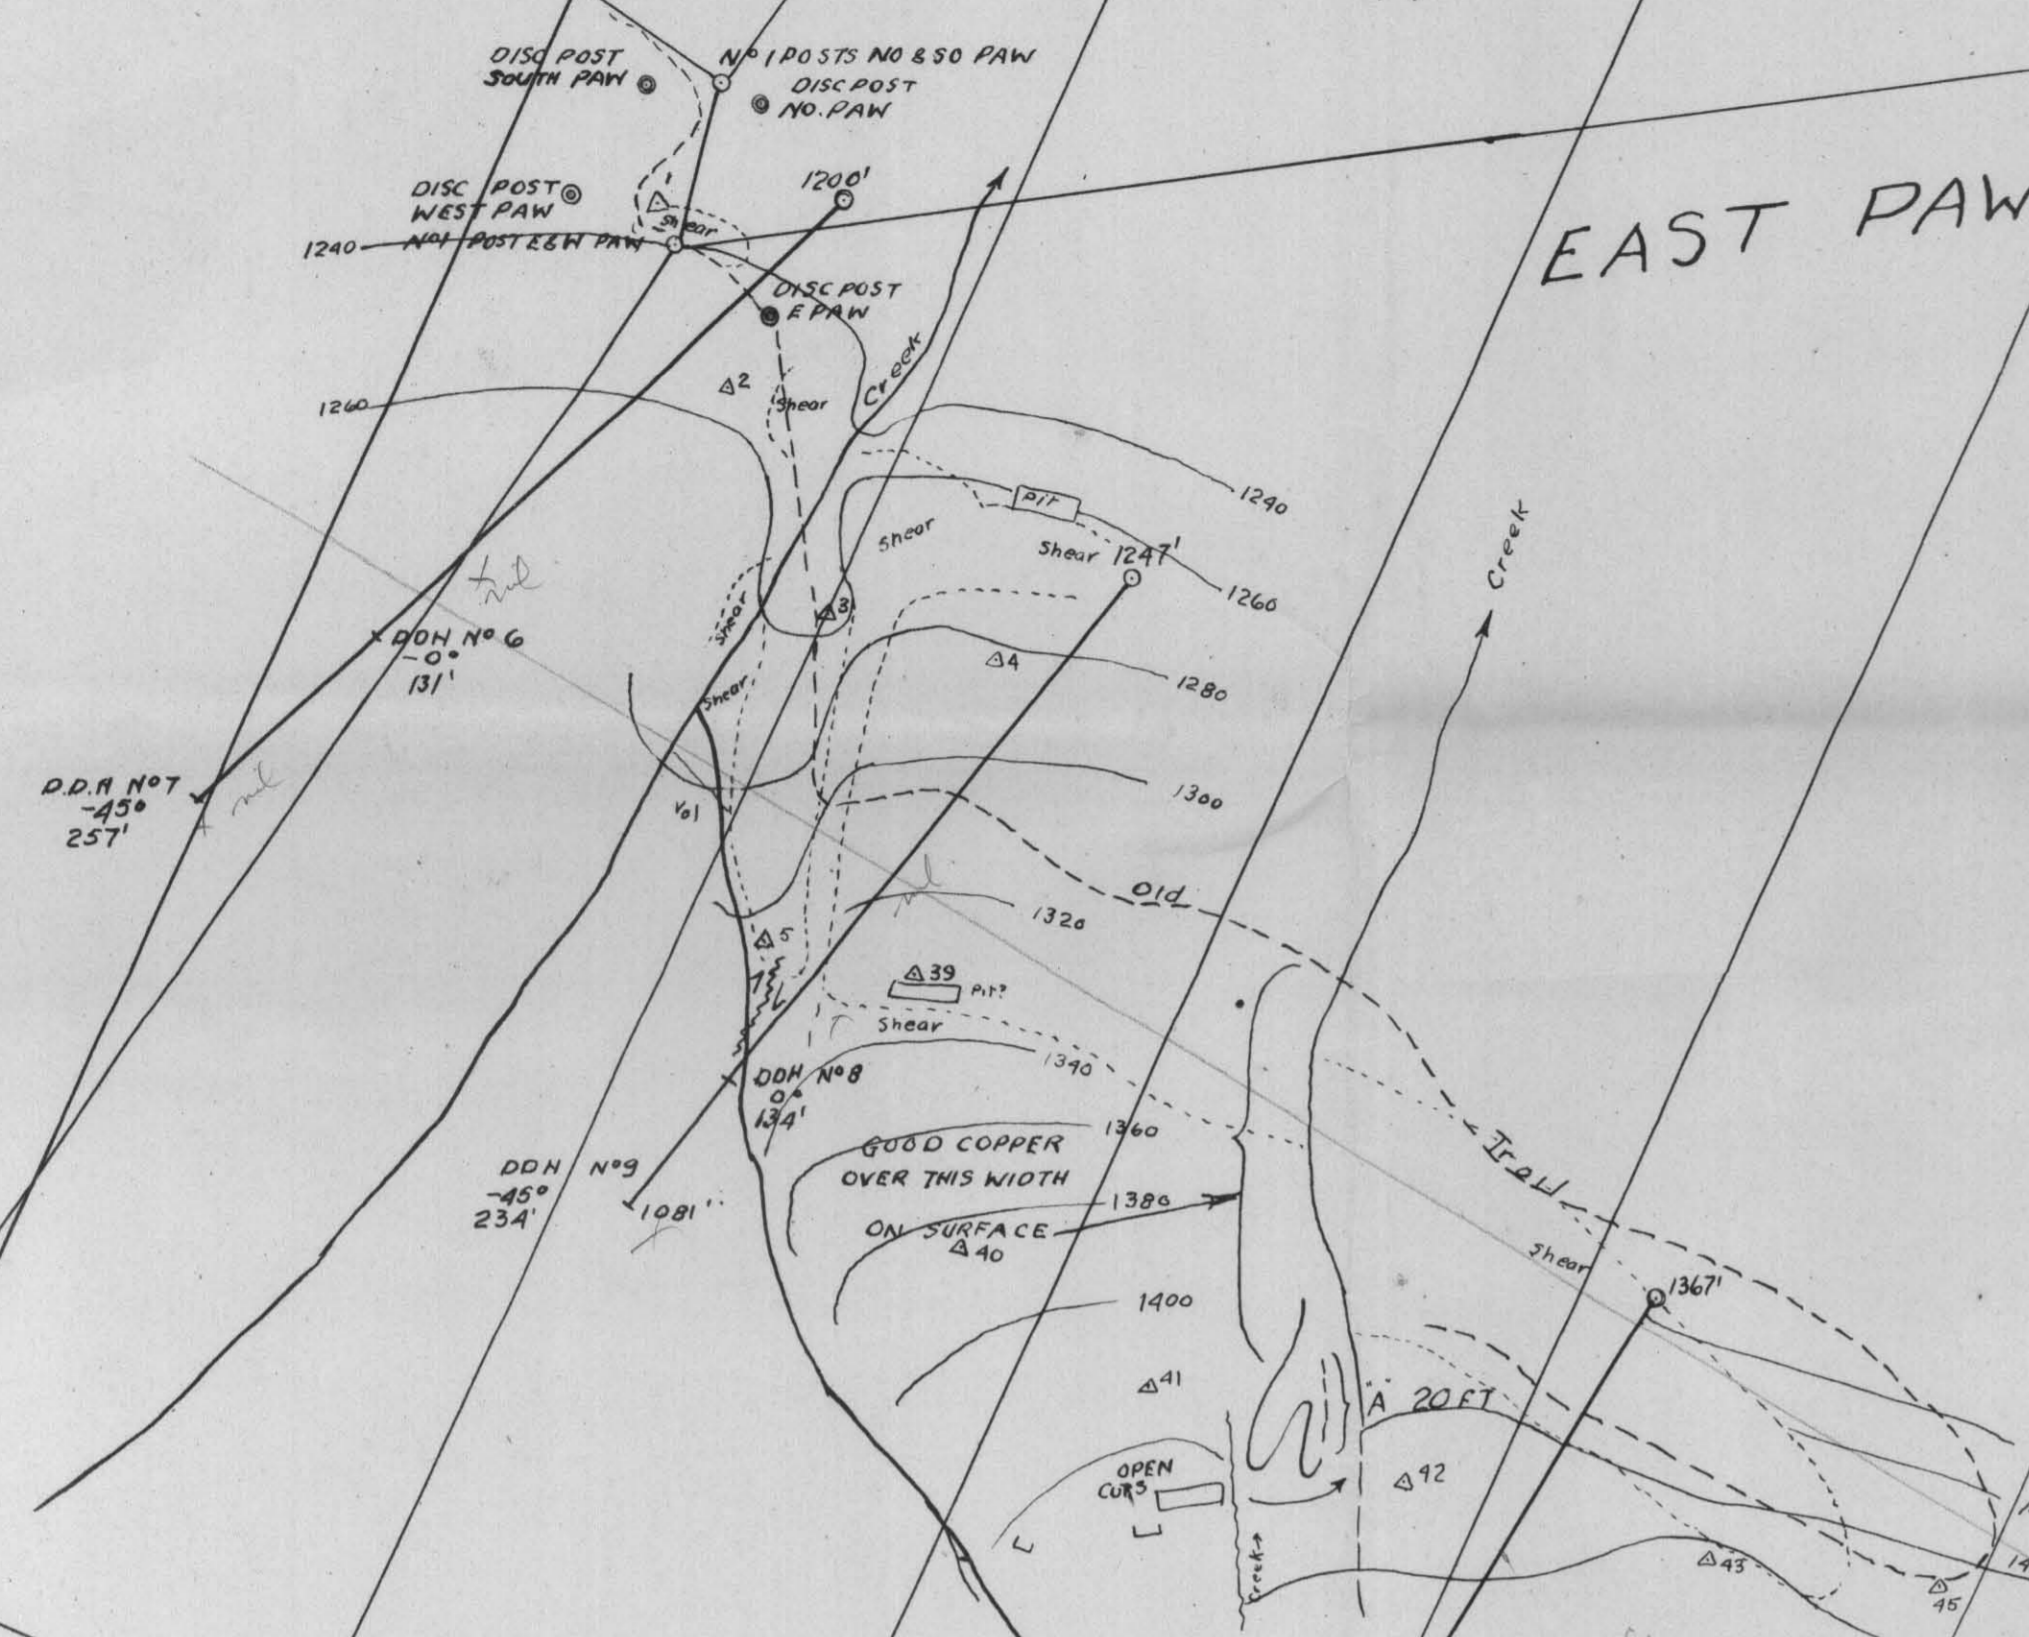 DISC POST
SOUTH PAW
Nº 1 POSTS NO & SO PAW
DISC POST
NO. PAW
DISC POST
WEST PAW
1
1200'
Shear
1240
Nº1 POST E&W PAW
EAST PAW
DISC POST
E PAW
Creek
2
Shear
1260
Pit
1240
Shear
Shear 1247'
Creek
1260
Shear
3
4
1280
DDH Nº 6
-0°
131'
nil
Shear
D.D.H Nº 7
-45°
257'
nil
Vol
1300
nil
Old
1320
5
39
Pit?
Shear
1340
DDH Nº 8
0°
134'
1360
GOOD COPPER
OVER THIS WIDTH
ON SURFACE
1380
Trail
DDH Nº 9
-45°
234'
1081'
40
Shear
1367'
1400
41
"A" 20 FT
42
OPEN
CUTS
Creek
43
45
14